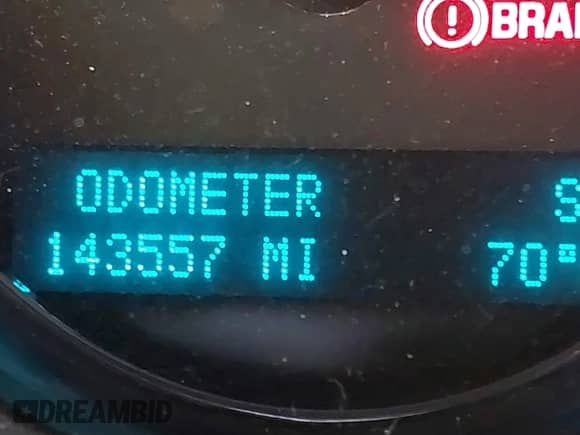 BRA
ODOMETER S
143557 MI 70°
DREAMBID